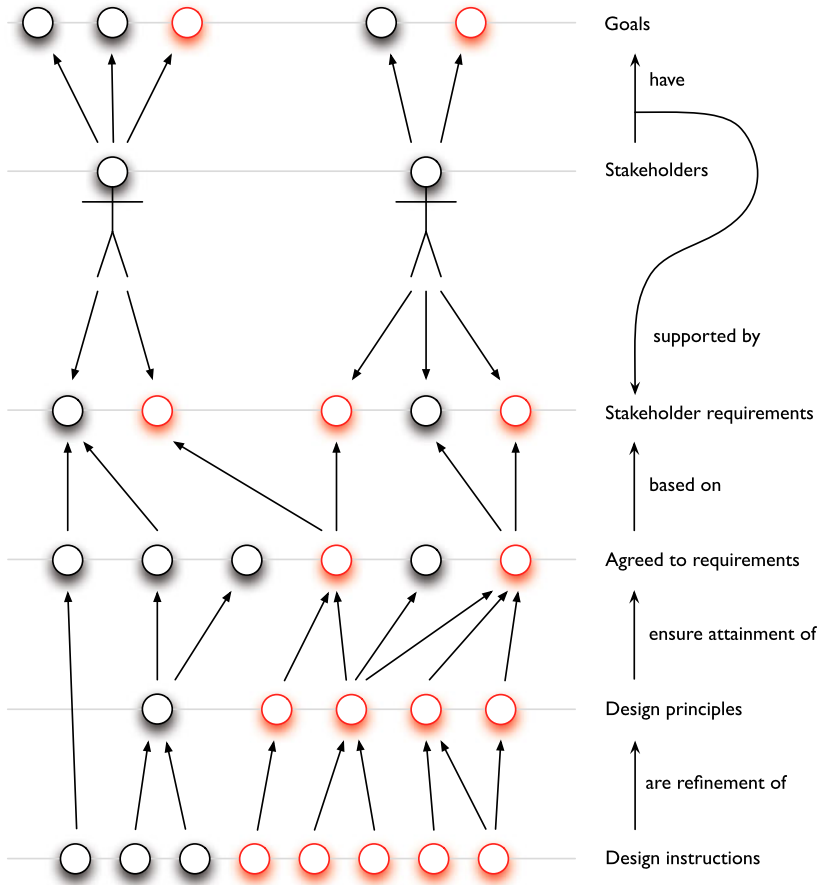 Goals
have
Stakeholders
supported by
Stakeholder requirements
based on
Agreed to requirements
ensure attainment of
Design principles
are refinement of
Design instructions